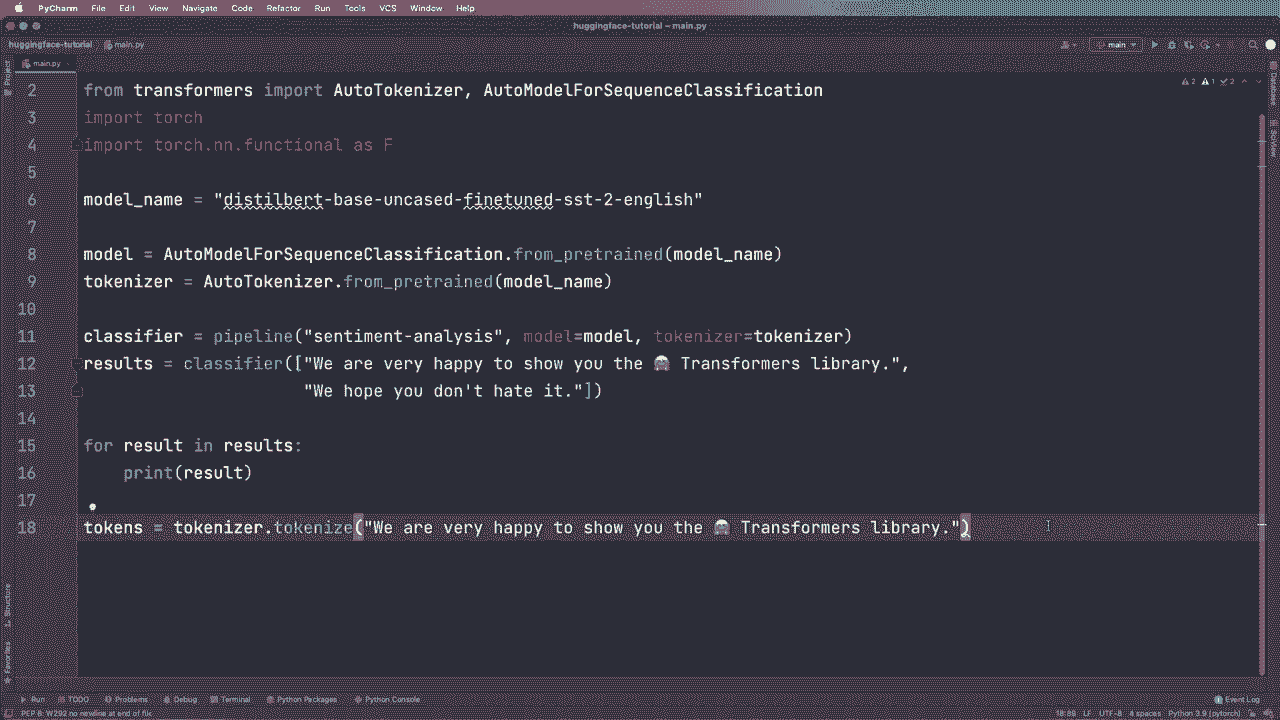 PyCharm File Edit View Navigate Code Refactor Run Tools VCS Window Help
huggingface-tutorial – main.py
huggingface-tutorial main.py main
main.py
Project
2 from transformers import AutoTokenizer, AutoModelForSequenceClassification
2 1 2
3 import torch
4 import torch.nn.functional as F
5
6 model_name = "distilbert-base-uncased-finetuned-sst-2-english"
7
8 model = AutoModelForSequenceClassification.from_pretrained(model_name)
9 tokenizer = AutoTokenizer.from_pretrained(model_name)
10
11 classifier = pipeline("sentiment-analysis", model=model, tokenizer=tokenizer)
12 results = classifier(["We are very happy to show you the 🤗 Transformers library.",
13 "We hope you don't hate it."])
14
15 for result in results:
16 print(result)
17
18 tokens = tokenizer.tokenize("We are very happy to show you the 🤗 Transformers library.")
Database
SciView
Structure
Favorites
Run TODO Problems Debug Terminal Python Packages Python Console Event Log
PEP 8: W292 no newline at end of file LF UTF-8 4 spaces Python 3.9 (pytorch)